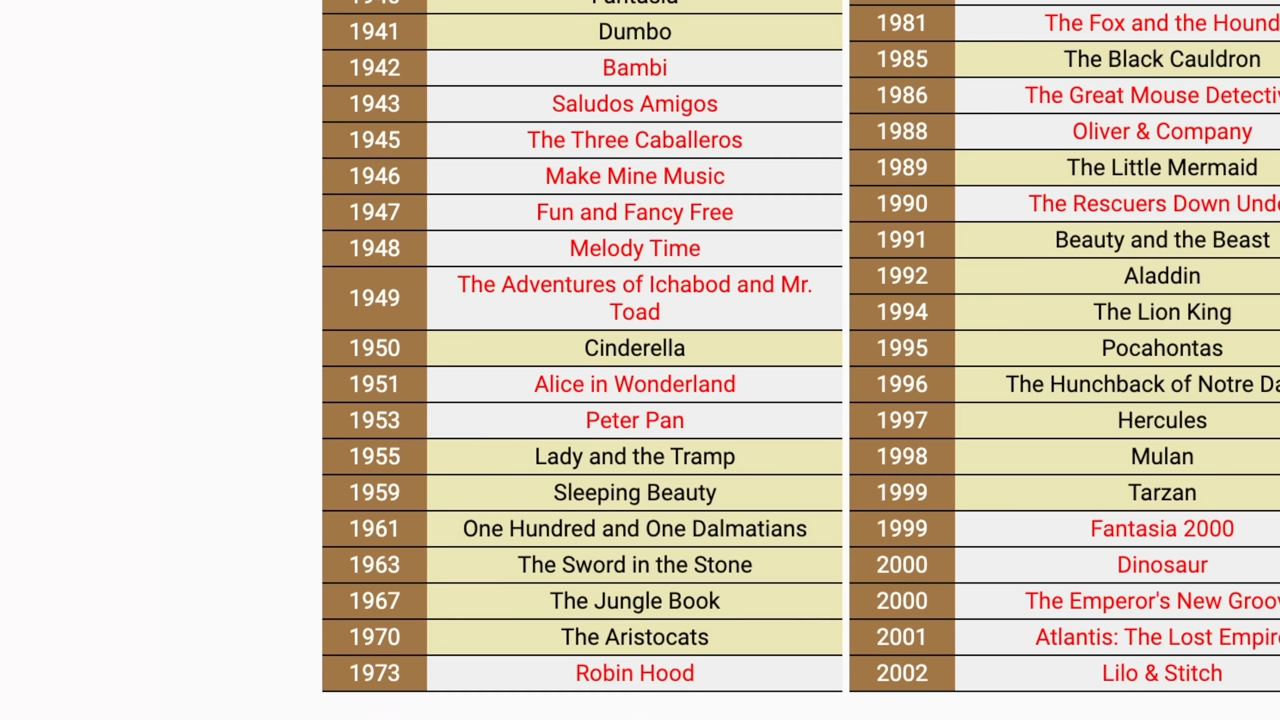 1941 Dumbo
1942 Bambi
1943 Saludos Amigos
1945 The Three Caballeros
1946 Make Mine Music
1947 Fun and Fancy Free
1948 Melody Time
1949 The Adventures of Ichabod and Mr.
Toad
1950 Cinderella
1951 Alice in Wonderland
1953 Peter Pan
1955 Lady and the Tramp
1959 Sleeping Beauty
1961 One Hundred and One Dalmatians
1963 The Sword in the Stone
1967 The Jungle Book
1970 The Aristocats
1973 Robin Hood
1981 The Fox and the Hound
1985 The Black Cauldron
1986 The Great Mouse
1988 Oliver & Company
1989 The Little Mermaid
1990 The Rescuers Down
1991 Beauty and the Beast
1992 Aladdin
1994 The Lion King
1995 Pocahontas
1996 The Hunchback of Notre
1997 Hercules
1998 Mulan
1999 Tarzan
1999 Fantasia 2000
2000 Dinosaur
2000 The Emperor's New
2001 Atlantis: The Lost
2002 Lilo & Stitch